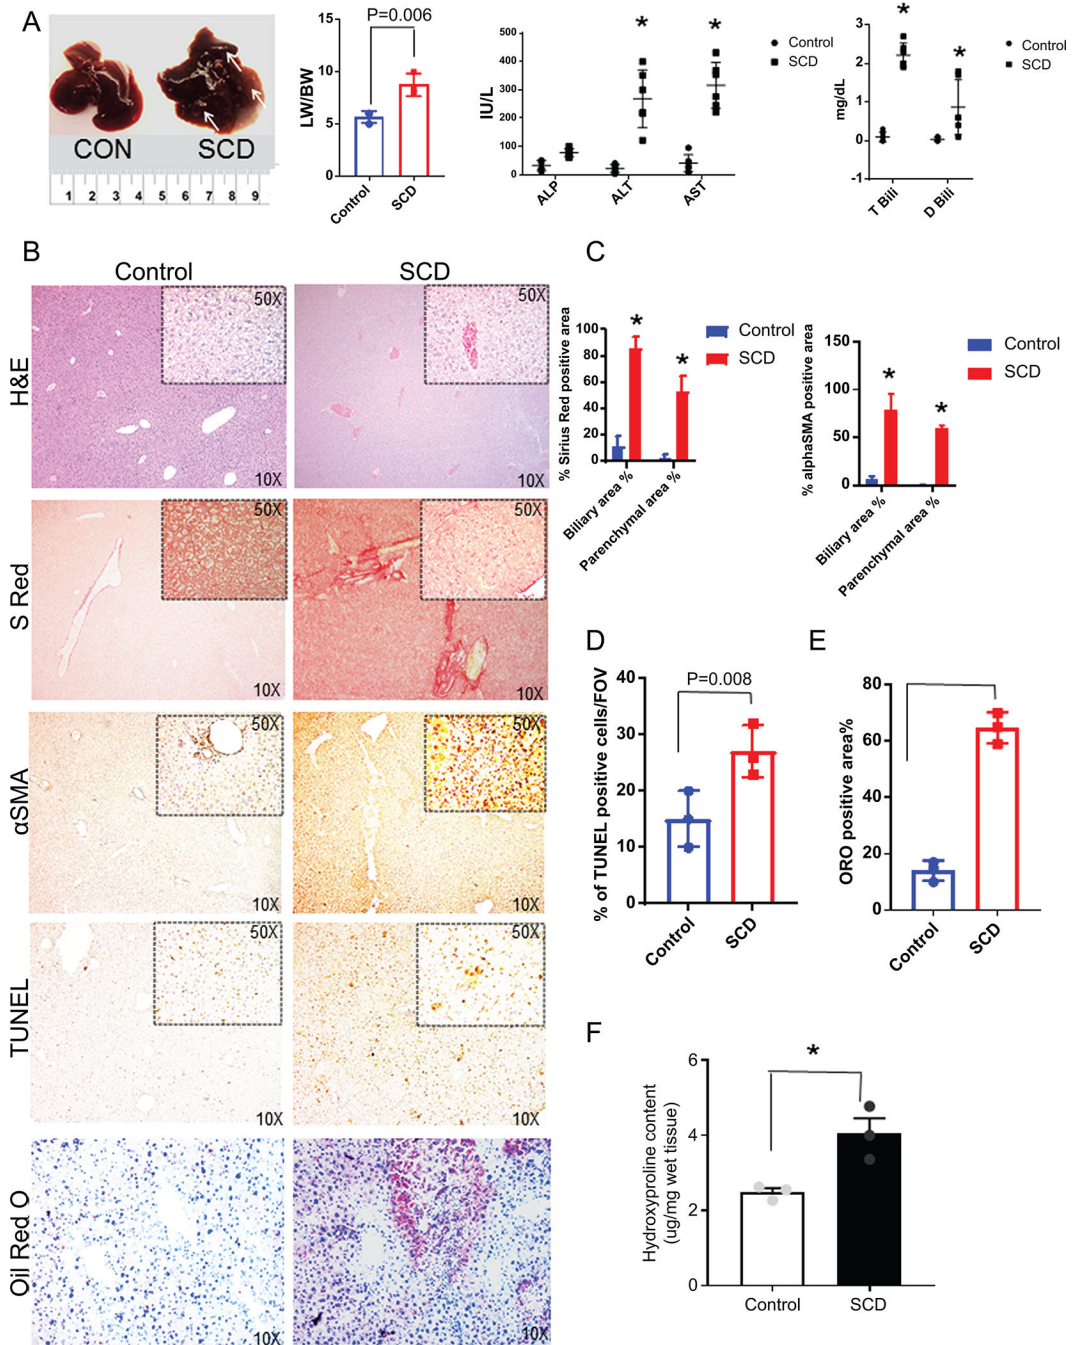 A
CON
SCD
1 2 3 4 5 6 7 8 9
P=0.006
LW/BW
15
10
5
0
Control
SCD
IU/L
500
400
300
200
100
0
* *
ALP
ALT
AST
Control
SCD
mg/dL
3
1
0
-1
* *
T Bili
D Bili
Control
SCD
B
Control
SCD
H&E
50X
10X
50X
10X
S Red
50X
10X
50X
10X
αSMA
50X
10X
50X
10X
TUNEL
50X
10X
50X
10X
Oil Red O
10X
10X
C
% Sirius Red positive area
100
80
60
40
20
0
* *
Biliary area %
Parenchymal area %
Control
SCD
% alphaSMA positive area
150
100
50
0
* *
Biliary area %
Parenchymal area %
Control
SCD
D
P=0.008
% of TUNEL positive cells/FOV
40
30
20
10
0
Control
SCD
E
ORO positive area%
80
60
40
20
0
Control
SCD
F
*
Hydroxyproline content
(ug/mg wet tissue)
6
4
2
0
Control
SCD